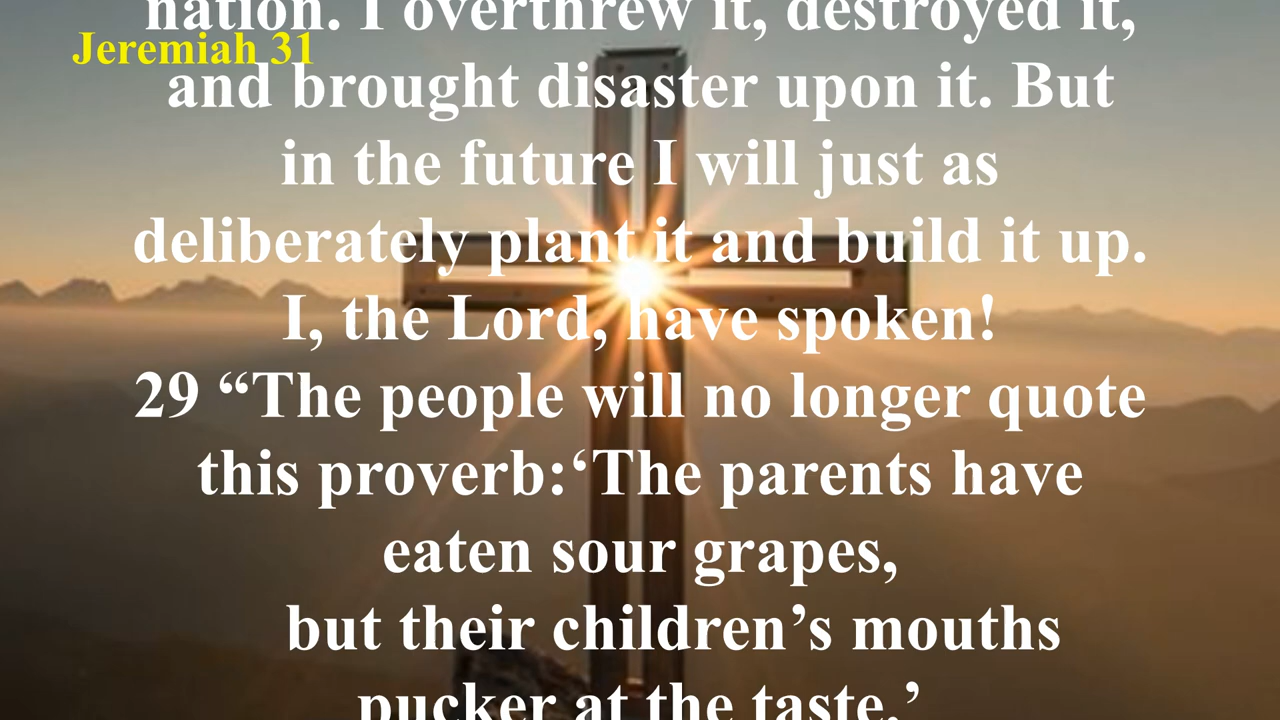 nation. I overthrew it, destroyed it,
Jeremiah 31
and brought disaster upon it. But
in the future I will just as
deliberately plant it and build it up.
I, the Lord, have spoken!
29 “The people will no longer quote
this proverb:‘The parents have
eaten sour grapes,
but their children’s mouths
pucker at the taste.’